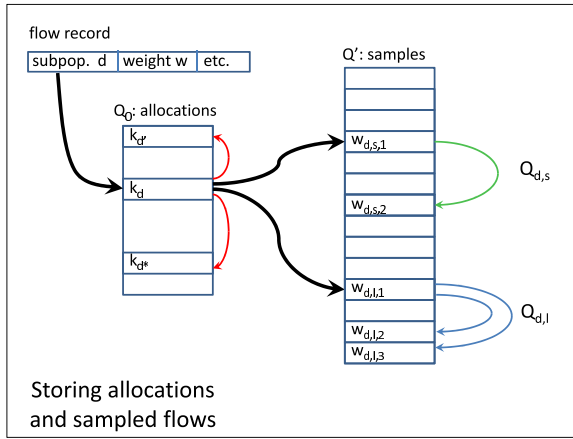 flow record
subpop. d weight w etc.
Q': samples
Q0: allocations
kd'
wd,s,1
Qd,s
kd
wd,s,2
kd*
wd,l,1
Qd,l
wd,l,2
wd,l,3
Storing allocations
and sampled flows